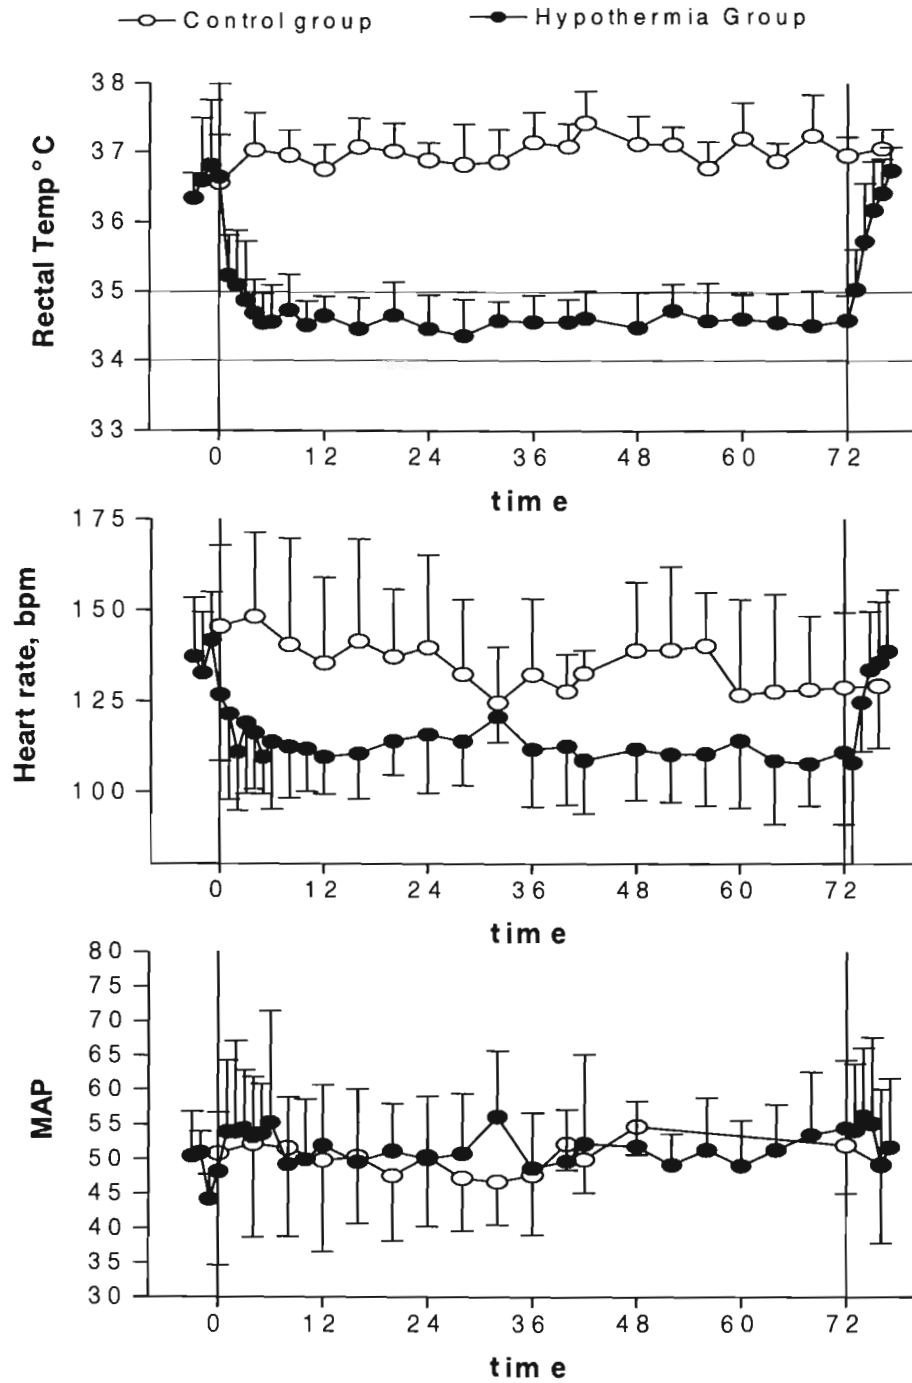 Control group Hypothermia Group
38
37
36
35
34
33
Rectal Temp°C
0 12 24 36 48 60 72
time
175
150
125
100
Heart rate, bpm
0 12 24 36 48 60 72
time
80
75
70
65
60
55
50
45
40
35
30
MAP
0 12 24 36 48 60 72
time